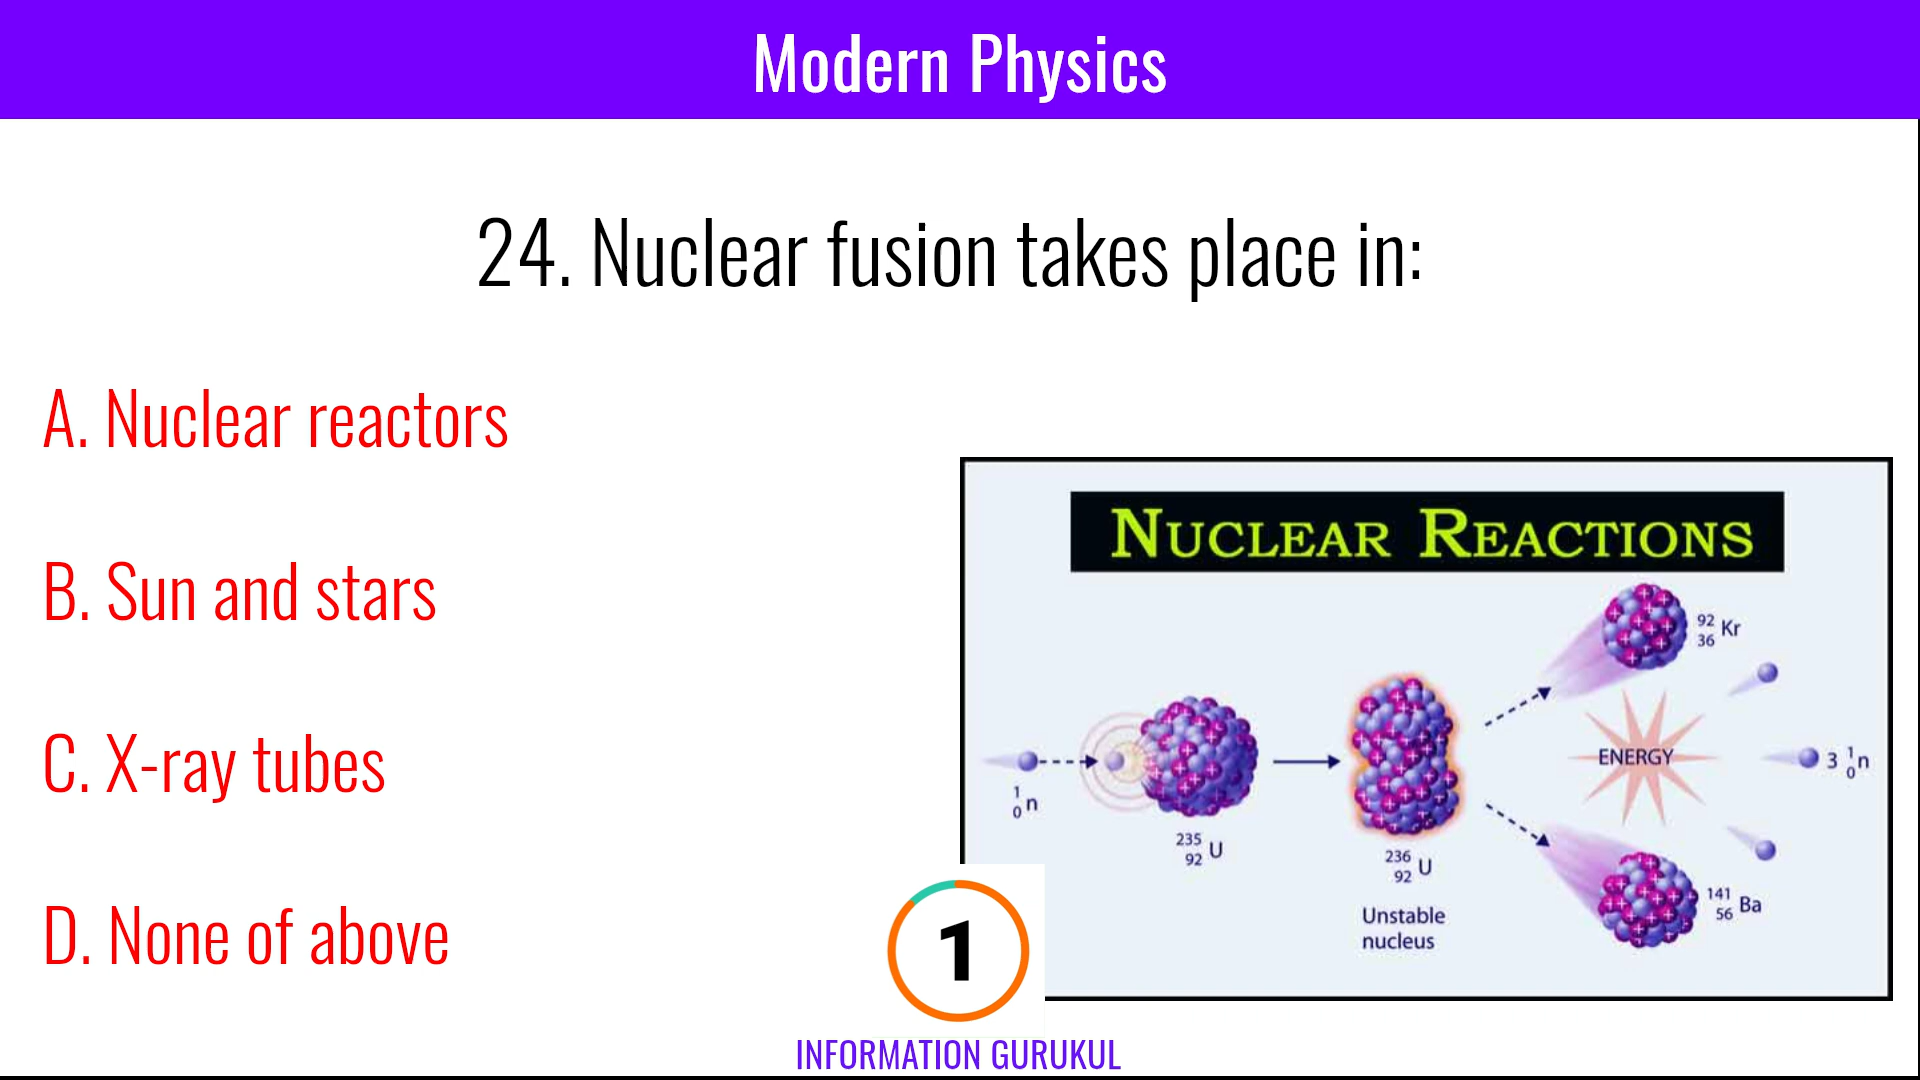 Modern Physics
24. Nuclear fusion takes place in:
A. Nuclear reactors
B. Sun and stars
C. X-ray tubes
D. None of above
NUCLEAR REACTIONS
92
36 Kr
ENERGY
3 1
0 n
1
0 n
235
92 U
236
92 U
141
56 Ba
Unstable
nucleus
1
INFORMATION GURUKUL